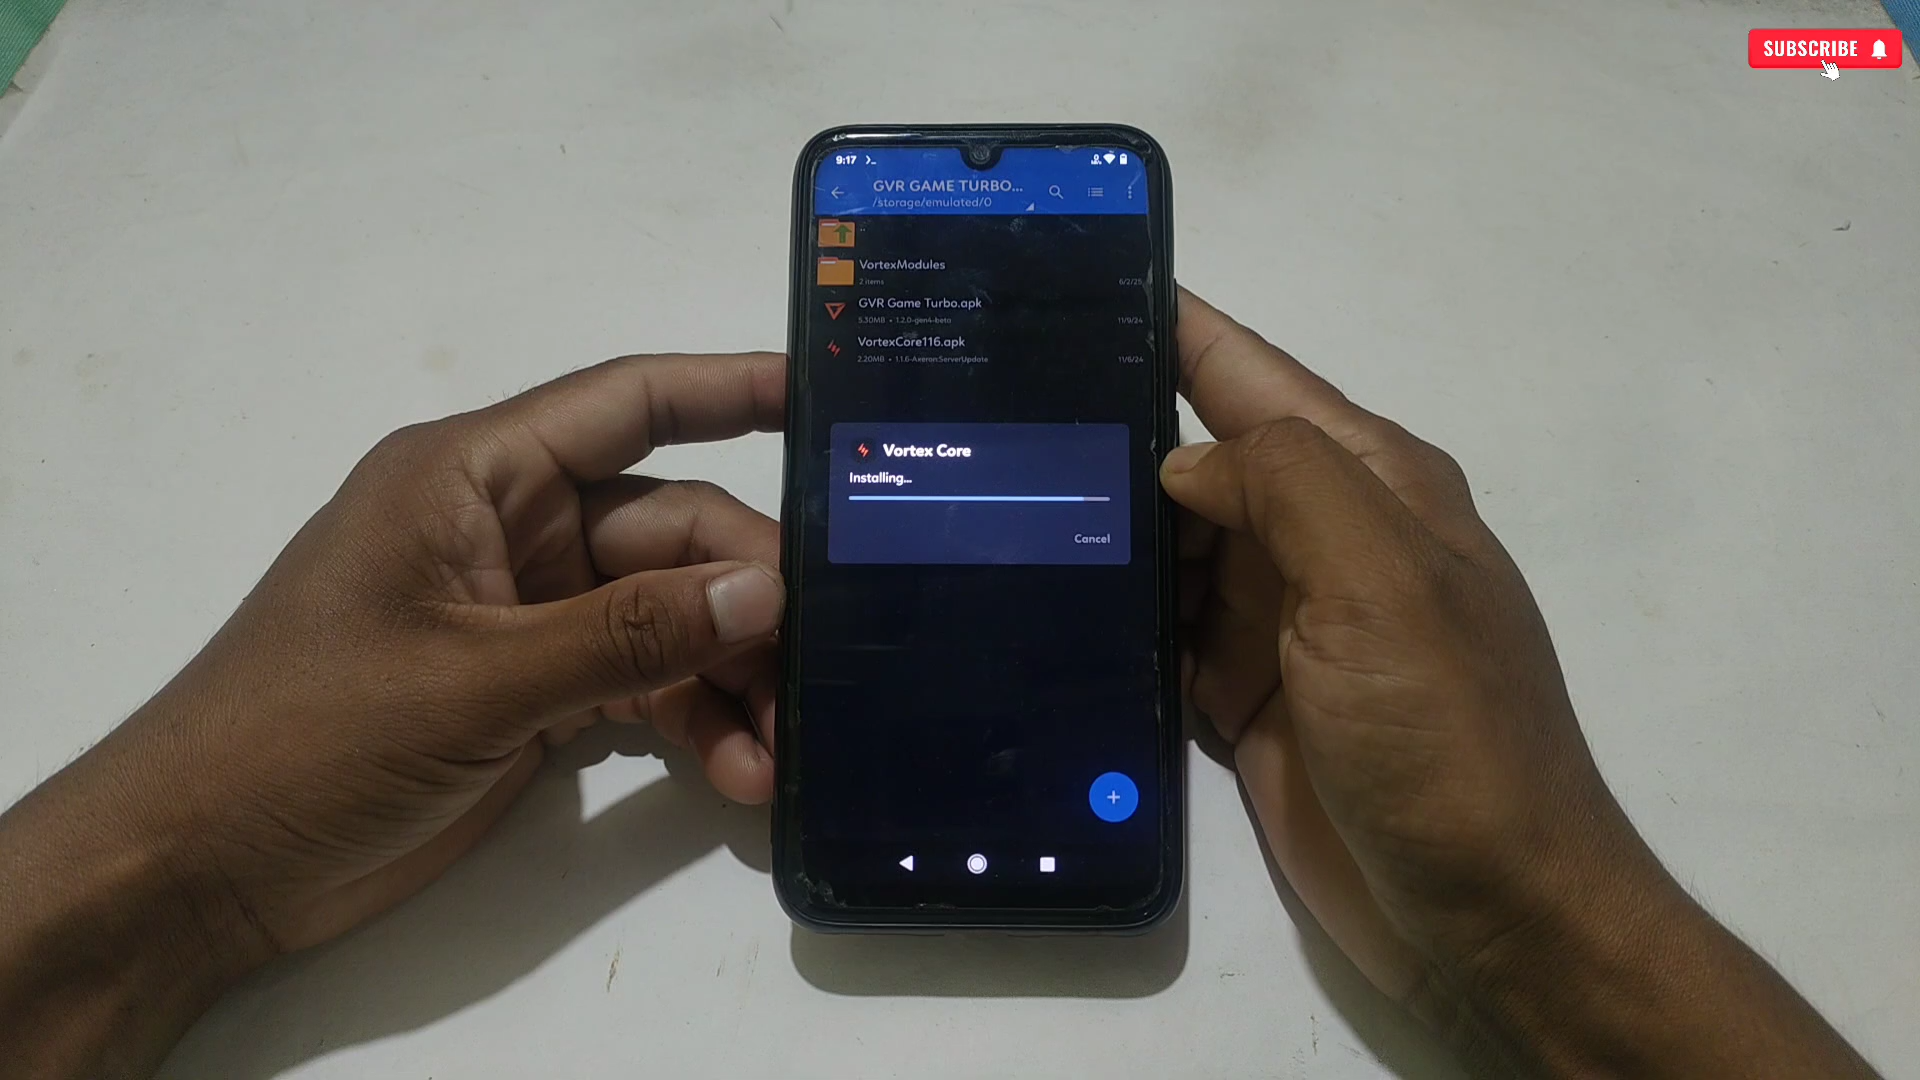 SUBSCRIBE
9:17
GVR GAME TURBO...
/storage/emulated/0
..
VortexModules
2 items
6/2/25
GVR Game Turbo.apk
5.30MB • 1.2.0-gen4-beta
11/9/24
VortexCore116.apk
2.20MB • 1.1.6-Axeron:ServerUpdate
11/6/24
Vortex Core
Installing...
Cancel